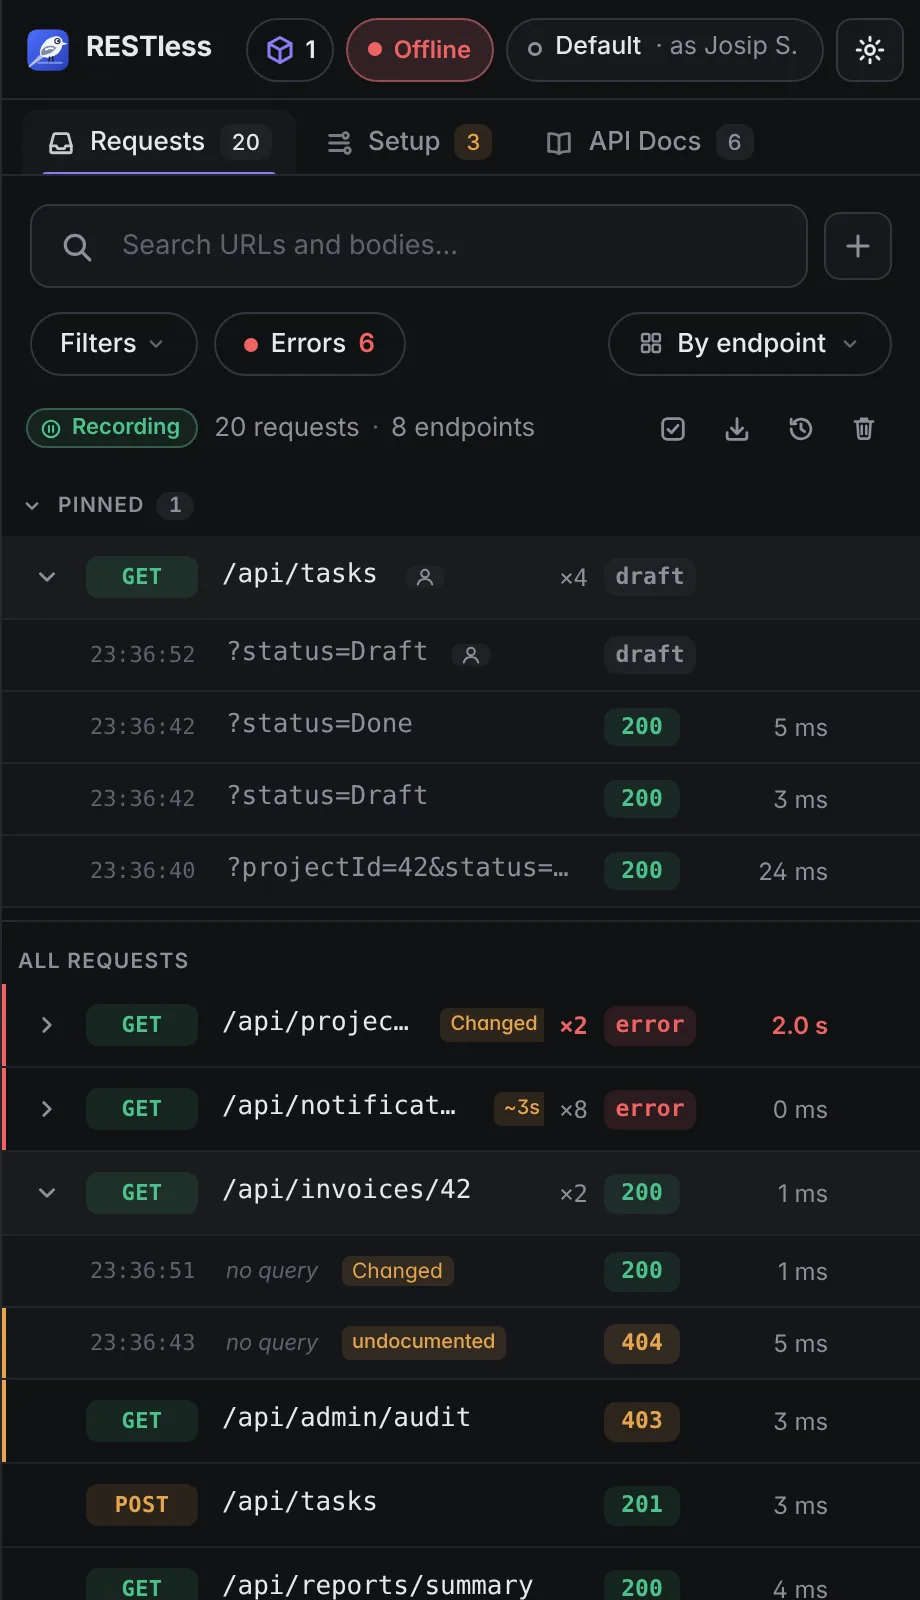 RESTless 1 Offline Default · as Josip S.
Requests 20 Setup 3 API Docs 6
Search URLs and bodies...
Filters Errors 6 By endpoint
Recording 20 requests · 8 endpoints
PINNED 1
GET /api/tasks ×4 draft
23:36:52 ?status=Draft draft
23:36:42 ?status=Done 200 5 ms
23:36:42 ?status=Draft 200 3 ms
23:36:40 ?projectId=42&status=… 200 24 ms
ALL REQUESTS
GET /api/projec… Changed ×2 error 2.0 s
GET /api/notificat… ~3s ×8 error 0 ms
GET /api/invoices/42 ×2 200 1 ms
23:36:51 no query Changed 200 1 ms
23:36:43 no query undocumented 404 5 ms
GET /api/admin/audit 403 3 ms
POST /api/tasks 201 3 ms
GET /api/reports/summary 200 4 ms